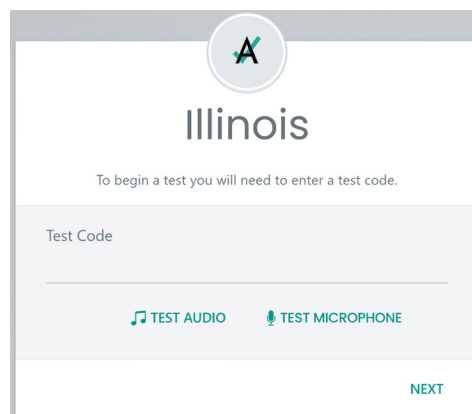 Illinois
To begin a test you will need to enter a test code.
Test Code
TEST AUDIO TEST MICROPHONE
NEXT